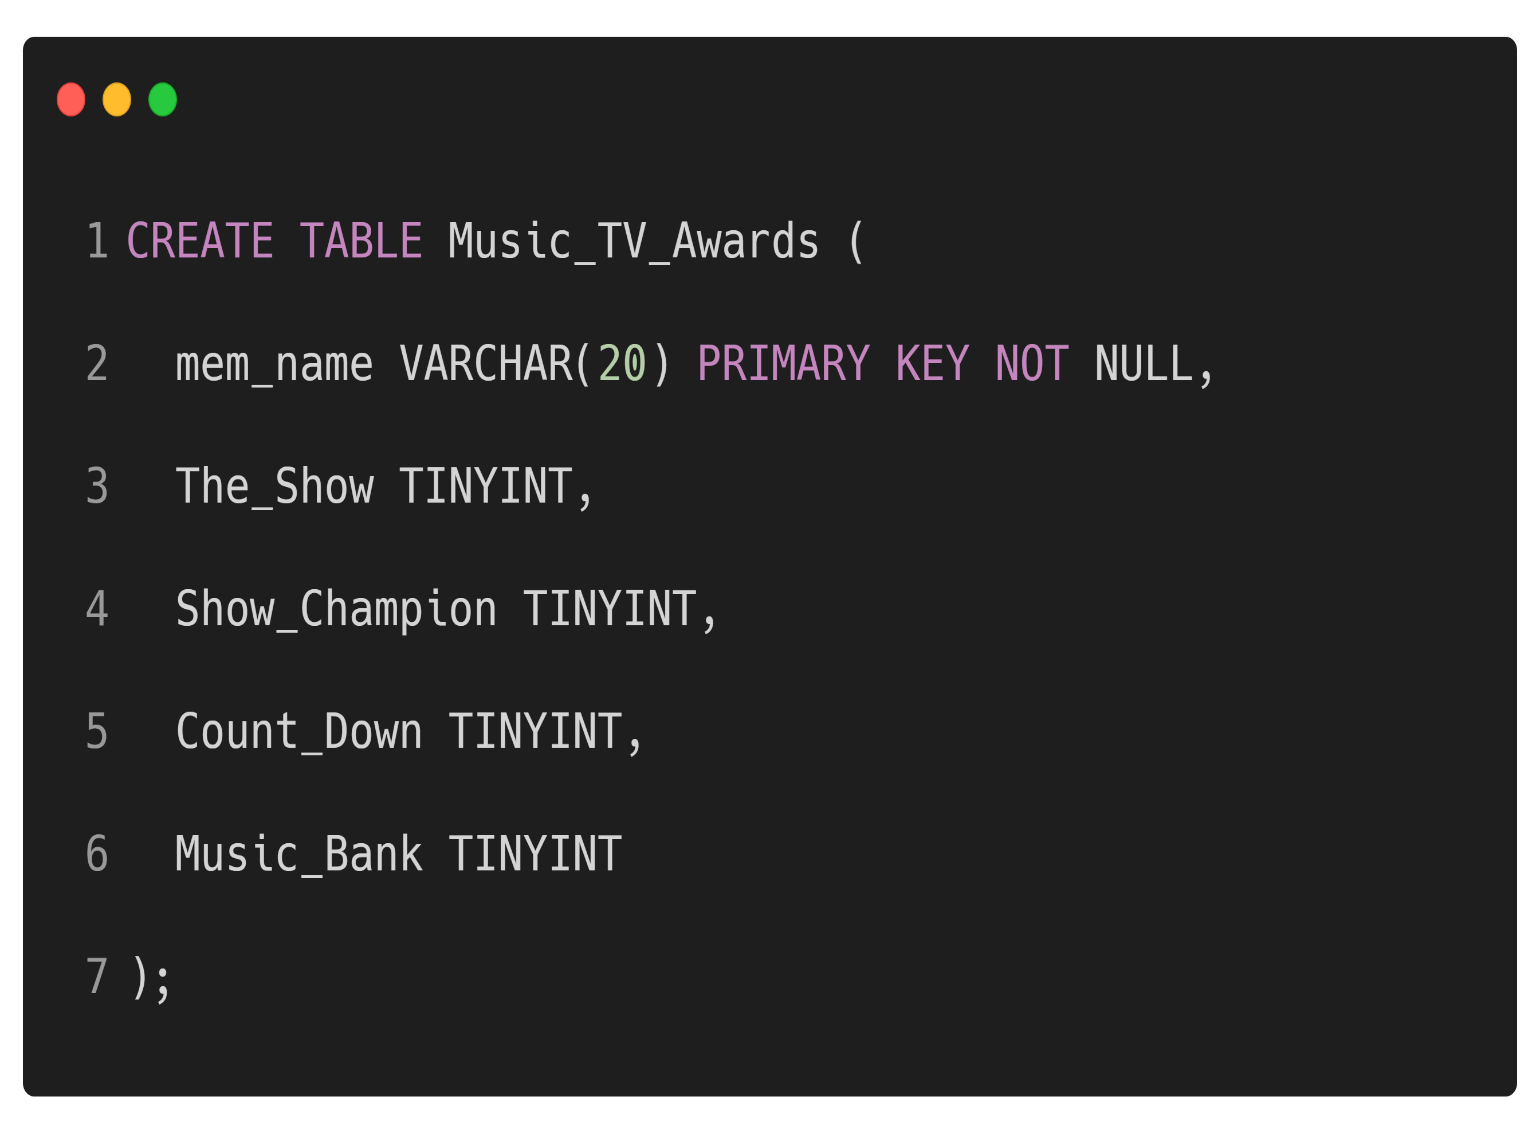 1 CREATE TABLE Music_TV_Awards (
2   mem_name VARCHAR(20) PRIMARY KEY NOT NULL,
3   The_Show TINYINT,
4   Show_Champion TINYINT,
5   Count_Down TINYINT,
6   Music_Bank TINYINT
7 );